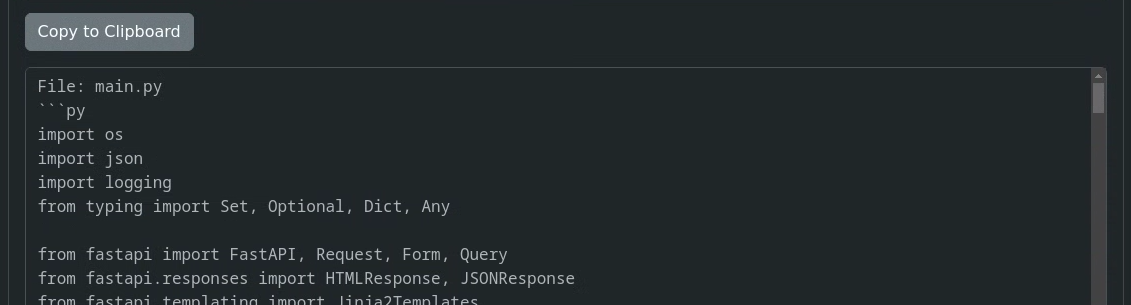 Copy to Clipboard
File: main.py
```py
import os
import json
import logging
from typing import Set, Optional, Dict, Any
from fastapi import FastAPI, Request, Form, Query
from fastapi.responses import HTMLResponse, JSONResponse
from fastapi.templating import Jinja2Templates